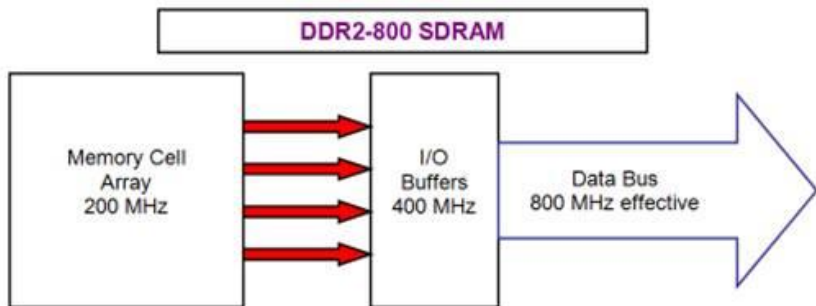 DDR2-800 SDRAM
Memory Cell
Array
200 MHz
I/O
Buffers
400 MHz
Data Bus
800 MHz effective